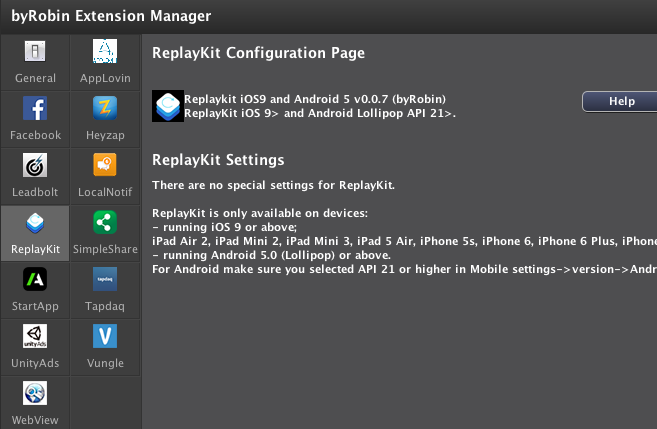 byRobin Extension Manager
General
AppLovin
Facebook
Heyzap
Leadbolt
LocalNotif
ReplayKit
SimpleShare
StartApp
Tapdaq
UnityAds
Vungle
WebView
ReplayKit Configuration Page
Replaykit iOS9 and Android 5 v0.0.7 (byRobin)
ReplayKit iOS 9> and Android Lollipop API 21>.
Help
ReplayKit Settings
There are no special settings for ReplayKit.
ReplayKit is only available on devices:
- running iOS 9 or above;
iPad Air 2, iPad Mini 2, iPad Mini 3, iPad 5 Air, iPhone 5s, iPhone 6, iPhone 6 Plus, iPhone
- running Android 5.0 (Lollipop) or above.
For Android make sure you selected API 21 or higher in Mobile settings->version->Andr